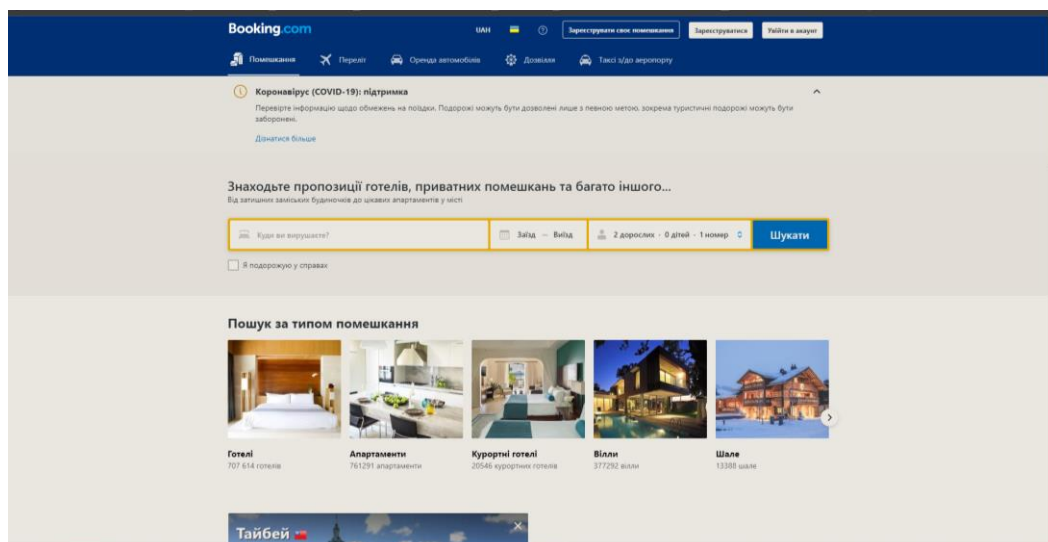 Booking.com
UAH
Зареєструвати своє помешкання
Зареєструватися
Увійти в акаунт
Помешкання
Переліт
Оренда автомобілів
Дозвілля
Таксі з/до аеропорту
Коронавірус (COVID-19): підтримка
Перевірте інформацію щодо обмежень на поїздки. Подорожі можуть бути дозволені лише з певною метою, зокрема туристичні подорожі можуть бути
заборонені.
Дізнатися більше
Знаходьте пропозиції готелів, приватних помешкань та багато іншого...
Від затишних заміських будиночків до цікавих апартаментів у місті
Куди ви вирушаєте?
Заїзд — Виїзд
2 дорослих · 0 дітей · 1 номер
Шукати
Я подорожую у справах
Пошук за типом помешкання
Готелі
707 614 готелів
Апартаменти
761291 апартаменти
Курортні готелі
20546 курортних готелів
Вілли
377292 вілли
Шале
13388 шале
Тайбей